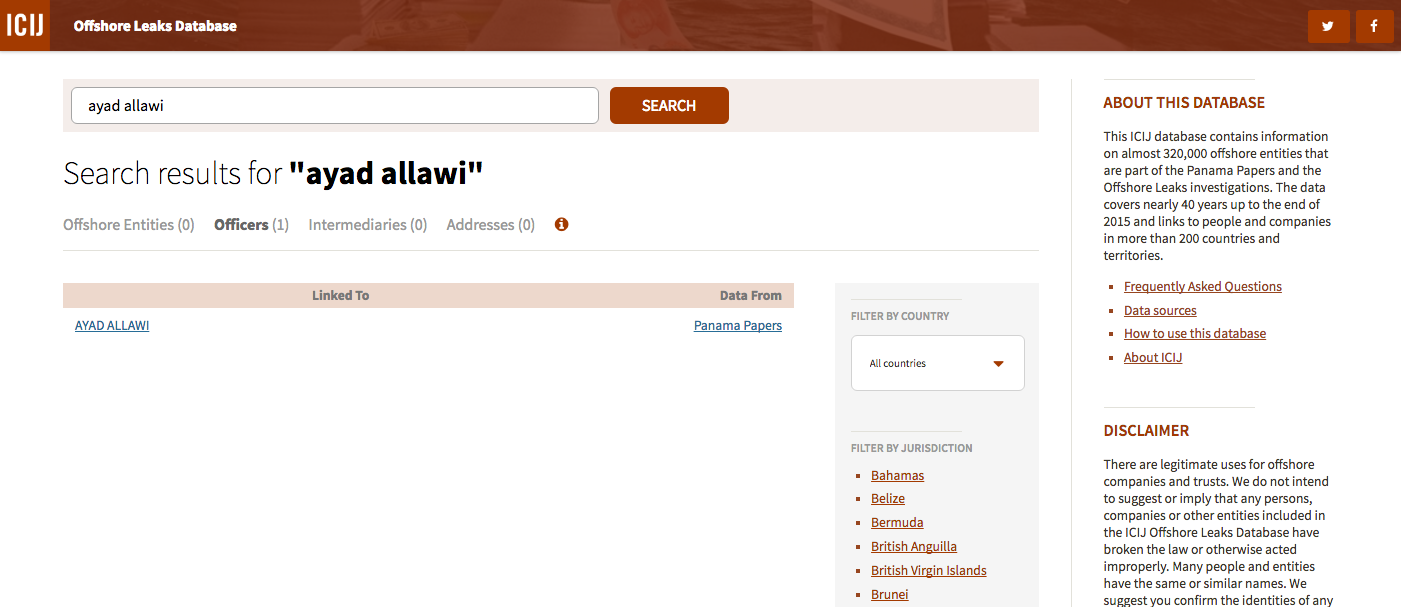 ICIJ
Offshore Leaks Database
ayad allawi
SEARCH
Search results for "ayad allawi"
Offshore Entities (0) Officers (1) Intermediaries (0) Addresses (0)
Linked To Data From
AYAD ALLAWI Panama Papers
FILTER BY COUNTRY
All countries
FILTER BY JURISDICTION
Bahamas
Belize
Bermuda
British Anguilla
British Virgin Islands
Brunei
ABOUT THIS DATABASE
This ICIJ database contains information
on almost 320,000 offshore entities that
are part of the Panama Papers and the
Offshore Leaks investigations. The data
covers nearly 40 years up to the end of
2015 and links to people and companies
in more than 200 countries and
territories.
Frequently Asked Questions
Data sources
How to use this database
About ICIJ
DISCLAIMER
There are legitimate uses for offshore
companies and trusts. We do not intend
to suggest or imply that any persons,
companies or other entities included in
the ICIJ Offshore Leaks Database have
broken the law or otherwise acted
improperly. Many people and entities
have the same or similar names. We
suggest you confirm the identities of any